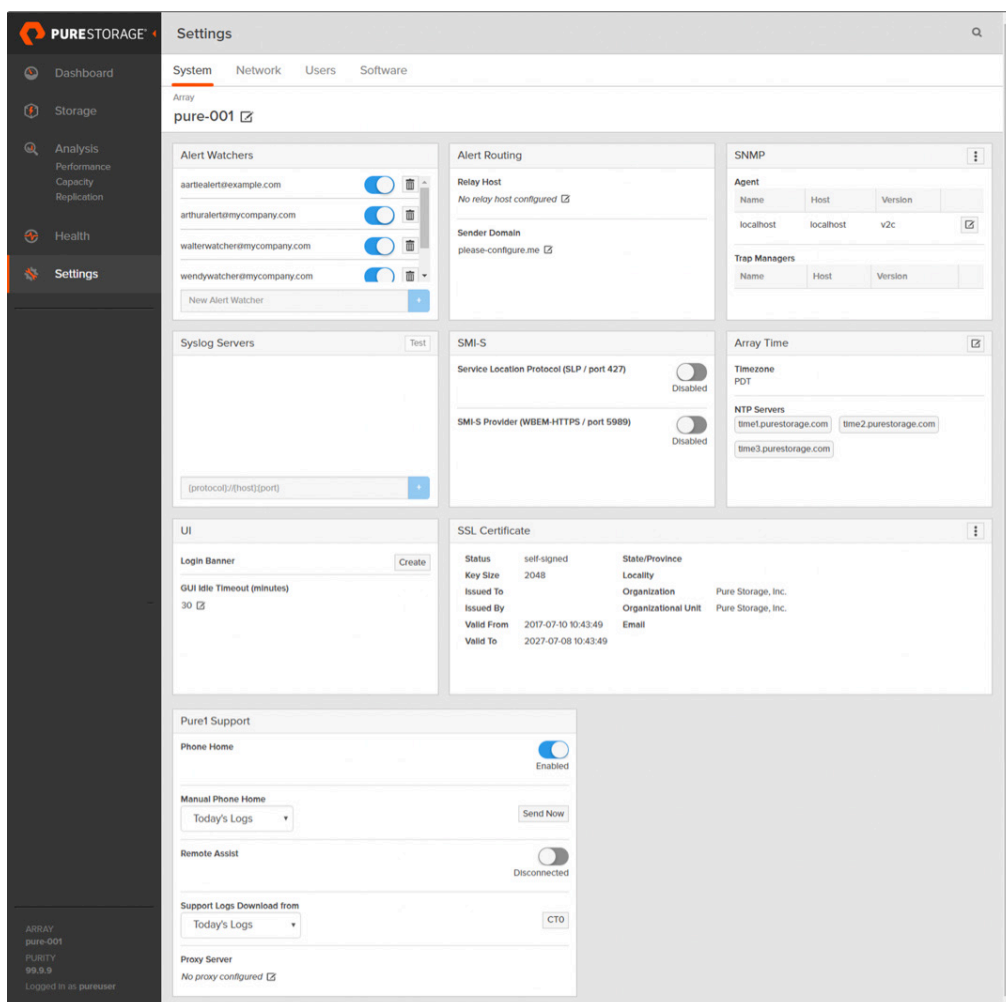 PURESTORAGE®
Settings
Dashboard
Storage
Analysis
Performance
Capacity
Replication
Health
Settings
ARRAY
pure-001
PURITY
99.9.9
Logged in as pureuser
System Network Users Software
Array
pure-001
Alert Watchers
aartiealert@example.com
arthuralert@mycompany.com
walterwatcher@mycompany.com
wendywatcher@mycompany.com
New Alert Watcher
+
Alert Routing
Relay Host
No relay host configured
Sender Domain
please-configure.me
SNMP
Agent
Name Host Version
localhost localhost v2c
Trap Managers
Name Host Version
Syslog Servers Test
(protocol)://(host):(port)
+
SMI-S
Service Location Protocol (SLP / port 427)
Disabled
SMI-S Provider (WBEM-HTTPS / port 5989)
Disabled
Array Time
Timezone
PDT
NTP Servers
time1.purestorage.com time2.purestorage.com
time3.purestorage.com
UI
Login Banner Create
GUI Idle Timeout (minutes)
30
SSL Certificate
Status self-signed State/Province
Key Size 2048 Locality
Issued To Organization Pure Storage, Inc.
Issued By Organizational Unit Pure Storage, Inc.
Valid From 2017-07-10 10:43:49 Email
Valid To 2027-07-08 10:43:49
Pure1 Support
Phone Home
Enabled
Manual Phone Home
Today's Logs Send Now
Remote Assist
Disconnected
Support Logs Download from
Today's Logs CT0
Proxy Server
No proxy configured